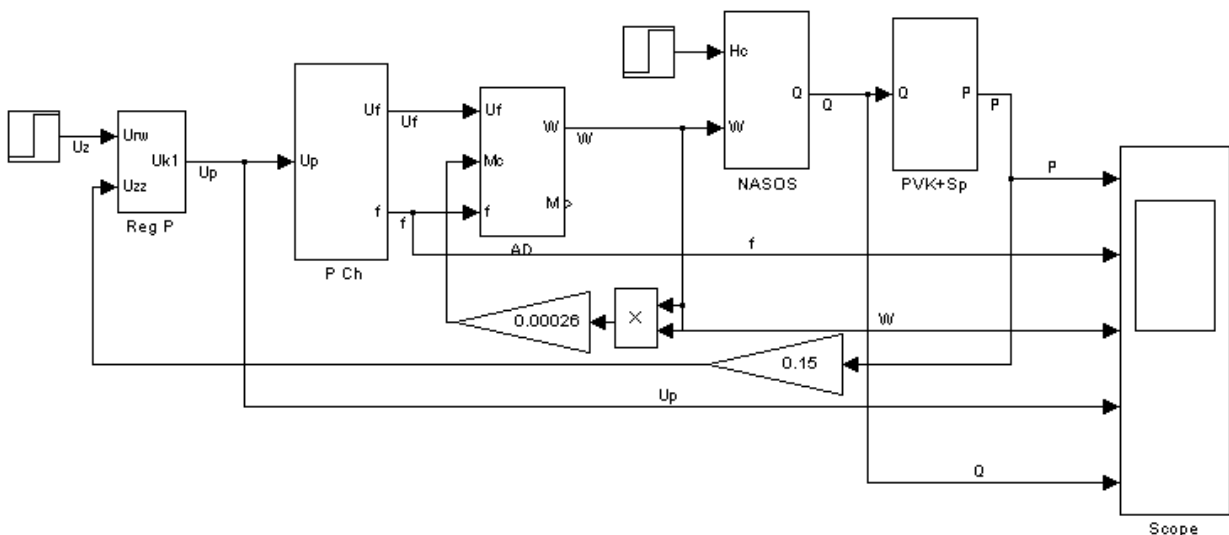 Uz
Urw
Uzz
Uk1
Reg P
Up
Up
Uf
f
P Ch
Uf
f
Uf
Mc
f
W
M
AD
W
Hc
W
Q
NASOS
Q
Q
P
PVK+Sp
P
P
f
W
Up
Q
Scope
0.00026
×
0.15